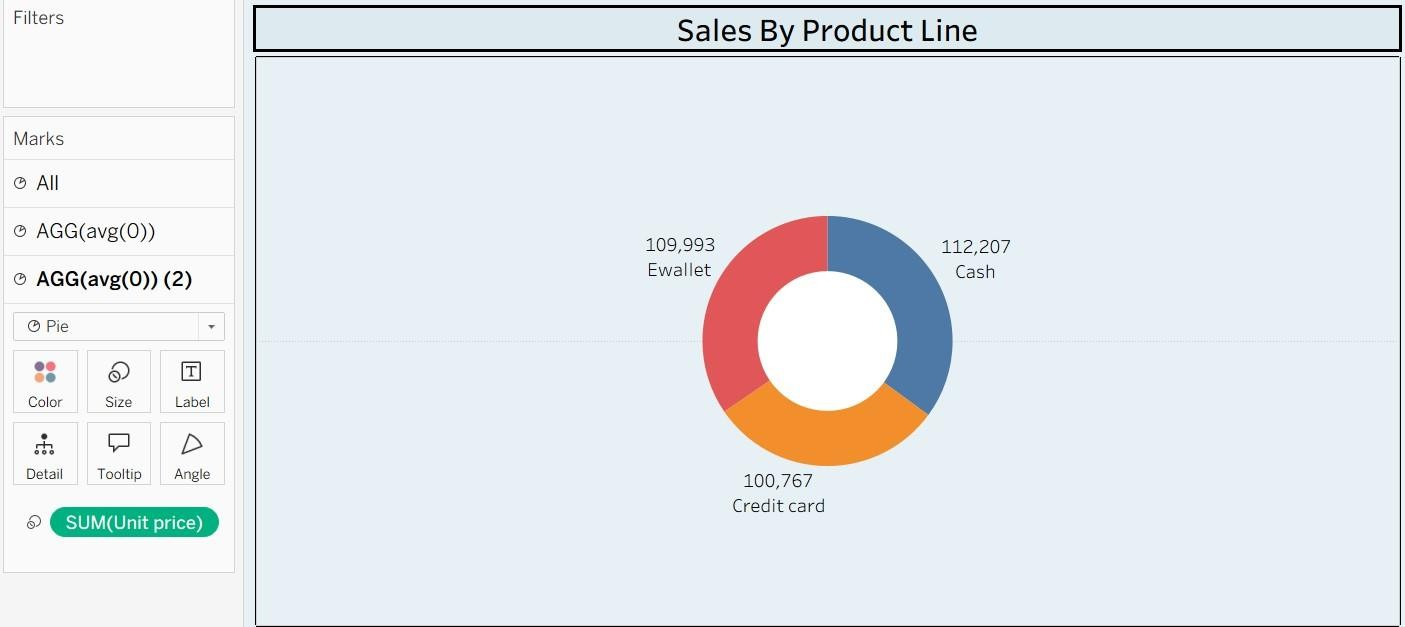 Filters
Marks
All
AGG(avg(0))
AGG(avg(0)) (2)
Pie
Color Size Label
Detail Tooltip Angle
SUM(Unit price)
Sales By Product Line
109,993
Ewallet
112,207
Cash
100,767
Credit card